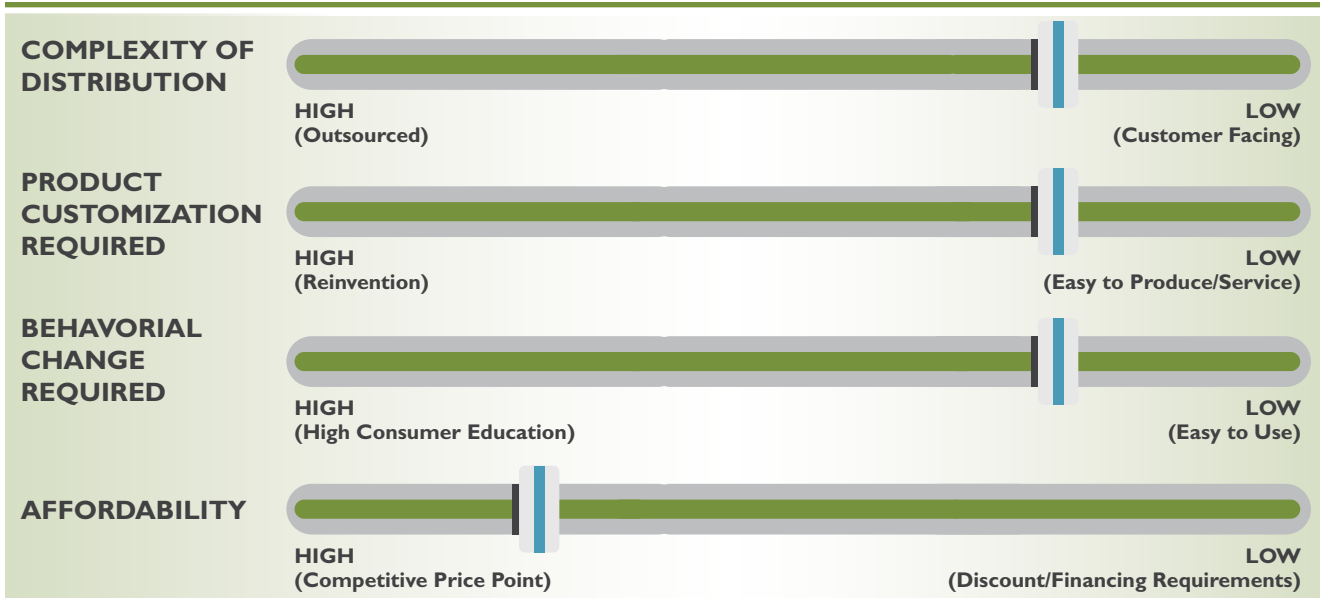 COMPLEXITY OF
DISTRIBUTION
HIGH
(Outsourced)
LOW
(Customer Facing)
PRODUCT
CUSTOMIZATION
REQUIRED
HIGH
(Reinvention)
LOW
(Easy to Produce/Service)
BEHAVORIAL
CHANGE
REQUIRED
HIGH
(High Consumer Education)
LOW
(Easy to Use)
AFFORDABILITY
HIGH
(Competitive Price Point)
LOW
(Discount/Financing Requirements)